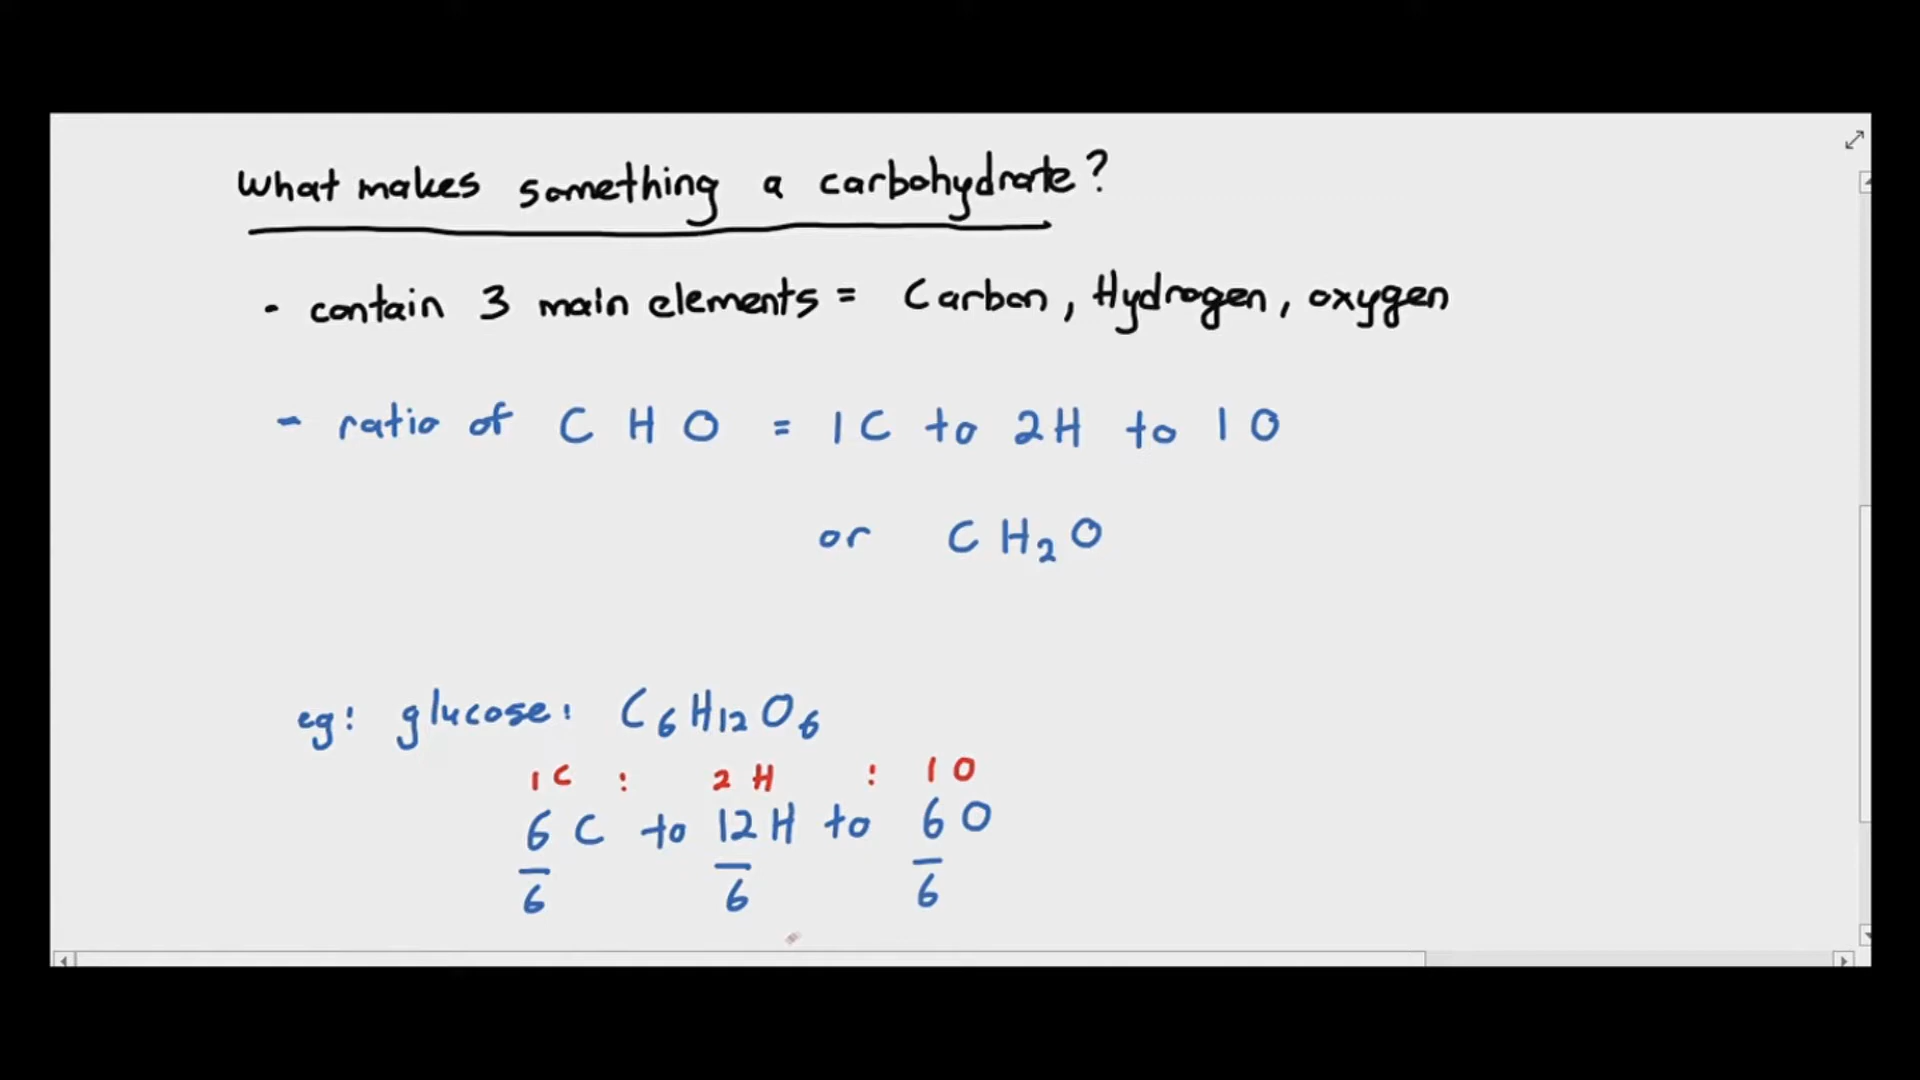 What makes something a carbohydrate?
- contain 3 main elements = Carbon, Hydrogen, oxygen
- ratio of C H O = 1C to 2H to 1O
or CH₂O
eg: glucose: C₆H₁₂O₆
1C : 2H : 1O
6C to 12H to 6O
6 6 6